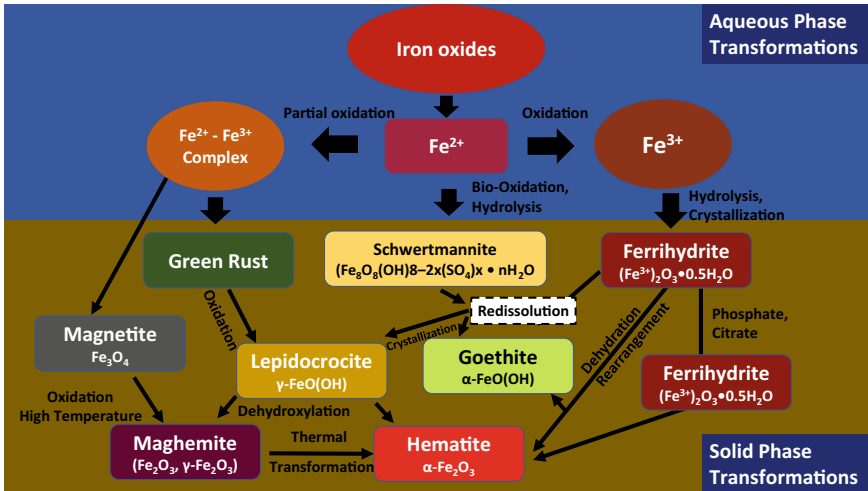 Aqueous Phase
Transformations
Iron oxides
Partial oxidation
Oxidation
Fe²⁺ - Fe³⁺
Complex
Fe²⁺
Fe³⁺
Bio-Oxidation,
Hydrolysis
Hydrolysis,
Crystallization
Green Rust
Schwertmannite
(Fe₈O₈(OH)8–2x(SO₄)x • nH₂O
Ferrihydrite
(Fe³⁺)₂O₃•0.5H₂O
Oxidation
Redissolution
Crystallization
Dehydration
Rearrangement
Phosphate,
Citrate
Magnetite
Fe₃O₄
Lepidocrocite
γ-FeO(OH)
Goethite
α-FeO(OH)
Ferrihydrite
(Fe³⁺)₂O₃•0.5H₂O
Oxidation
High Temperature
Dehydroxylation
Maghemite
(Fe₂O₃, γ-Fe₂O₃)
Thermal
Transformation
Hematite
α-Fe₂O₃
Solid Phase
Transformations